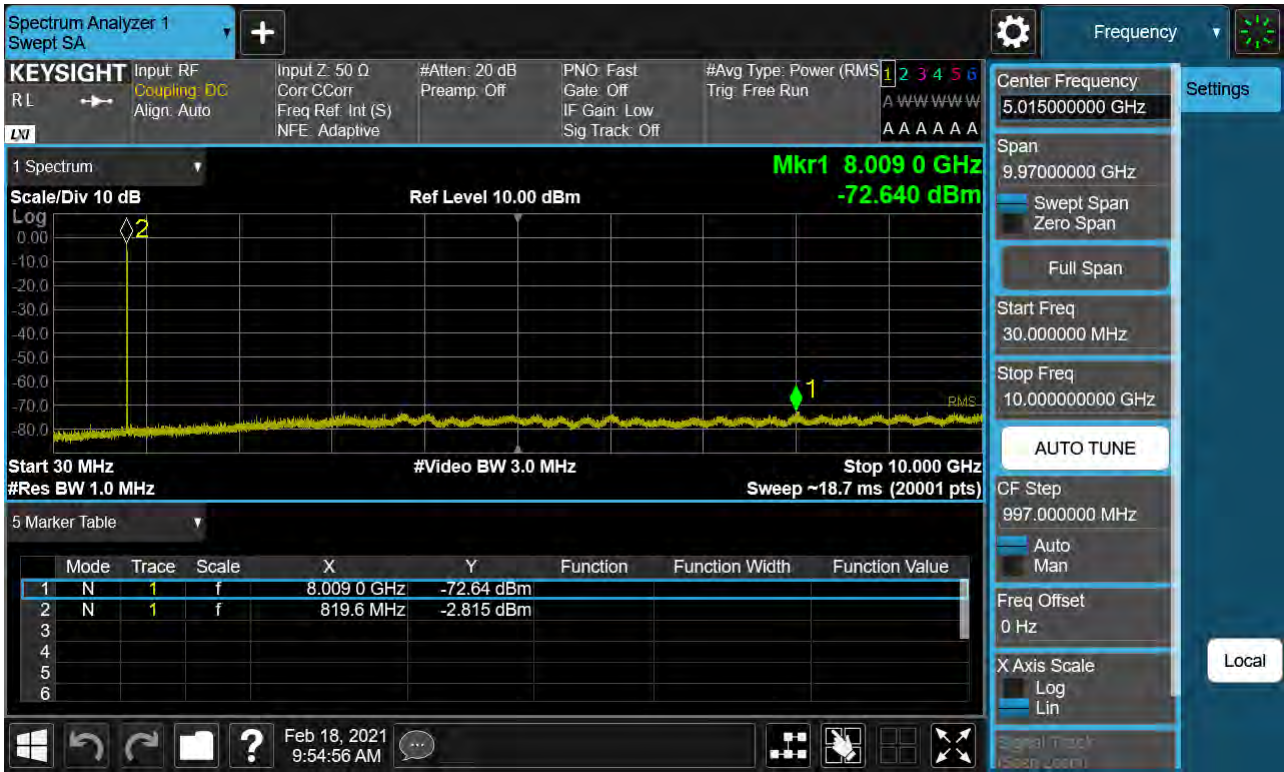 Spectrum Analyzer 1
Swept SA
Frequency
KEYSIGHT
RL
LXI
Input: RF
Coupling: DC
Align: Auto
Input Z: 50 Ω
Corr CCorr
Freq Ref: Int (S)
NFE: Adaptive
#Atten: 20 dB
Preamp: Off
PNO: Fast
Gate: Off
IF Gain: Low
Sig Track: Off
#Avg Type: Power (RMS
Trig: Free Run
1 2 3 4 5 6
A W W W W W
A A A A A A
1 Spectrum
Scale/Div 10 dB
Ref Level 10.00 dBm
Mkr1 8.009 0 GHz
-72.640 dBm
Log
0.00
-10.0
-20.0
-30.0
-40.0
-50.0
-60.0
-70.0
-80.0
2
1
RMS
Start 30 MHz
#Video BW 3.0 MHz
Stop 10.000 GHz
#Res BW 1.0 MHz
Sweep ~18.7 ms (20001 pts)
5 Marker Table
Mode Trace Scale X Y Function Function Width Function Value
1 N 1 f 8.009 0 GHz -72.64 dBm
2 N 1 f 819.6 MHz -2.815 dBm
3
4
5
6
Feb 18, 2021
9:54:56 AM
Center Frequency
5.015000000 GHz
Span
9.97000000 GHz
Swept Span
Zero Span
Full Span
Start Freq
30.000000 MHz
Stop Freq
10.000000000 GHz
AUTO TUNE
CF Step
997.000000 MHz
Auto
Man
Freq Offset
0 Hz
X Axis Scale
Log
Lin
Signal Track
(Span Zoom)
Settings
Local